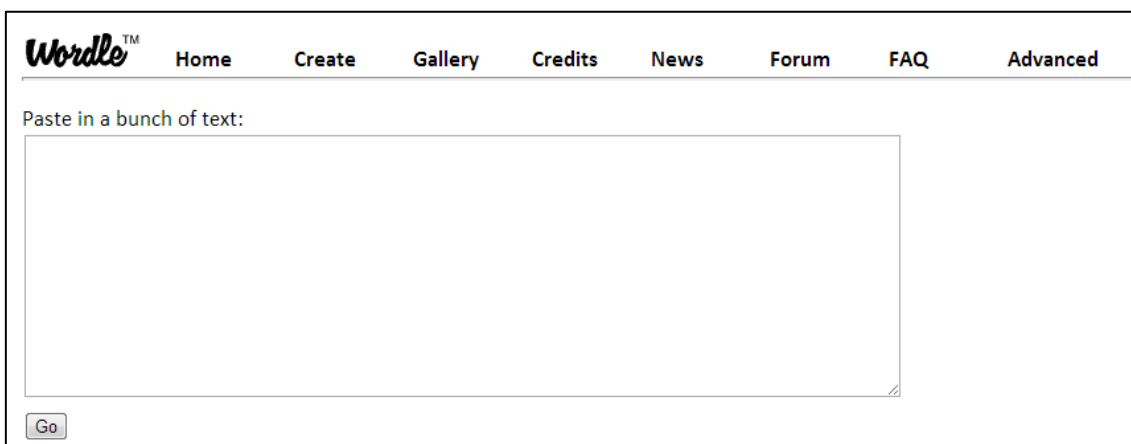 Wordle™ Home Create Gallery Credits News Forum FAQ Advanced
Paste in a bunch of text:
Go